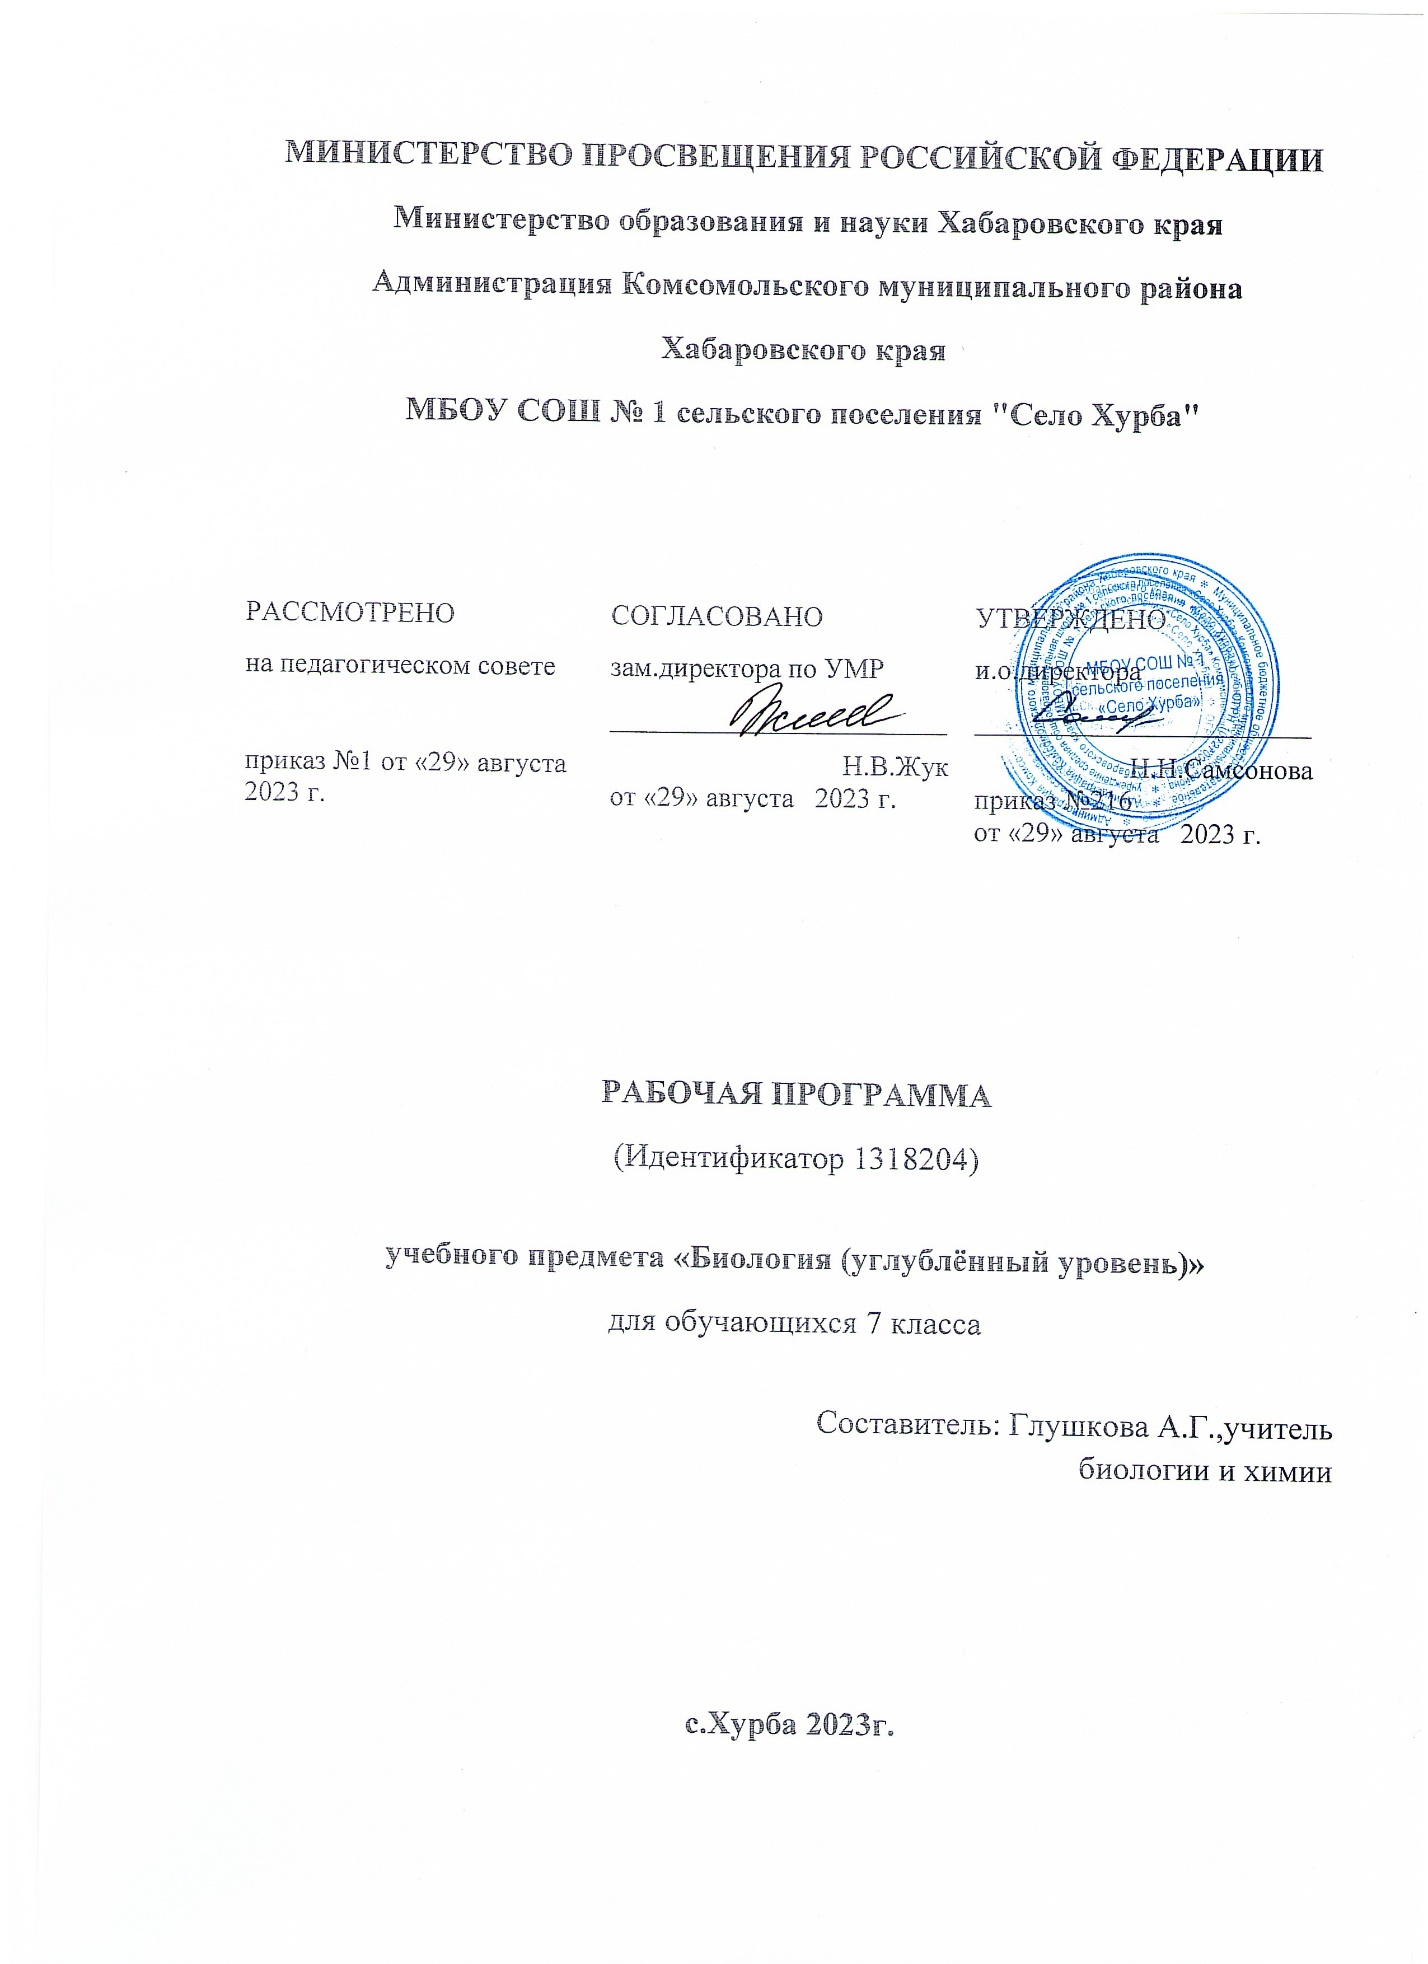 МИНИСТЕРСТВО ПРОСВЕЩЕНИЯ РОССИЙСКОЙ ФЕДЕРАЦИИ
Министерство образования и науки Хабаровского края
Администрация Комсомольского муниципального района
Хабаровского края
МБОУ СОШ № 1 сельского поселения "Село Хурба"
РАССМОТРЕНО
на педагогическом совете
приказ №1 от «29» августа
2023 г.
СОГЛАСОВАНО
зам.директора по УМР
Н.В.Жук
от «29» августа 2023 г.
УТВЕРЖДЕНО
и.о.директора
Н.Н.Самсонова
приказ №216
от «29» августа 2023 г.
МБОУ СОШ № 1
сельского поселения
«Село Хурба»
РАБОЧАЯ ПРОГРАММА
(Идентификатор 1318204)
учебного предмета «Биология (углублённый уровень)»
для обучающихся 7 класса
Составитель: Глушкова А.Г.,учитель
биологии и химии
с.Хурба 2023г.